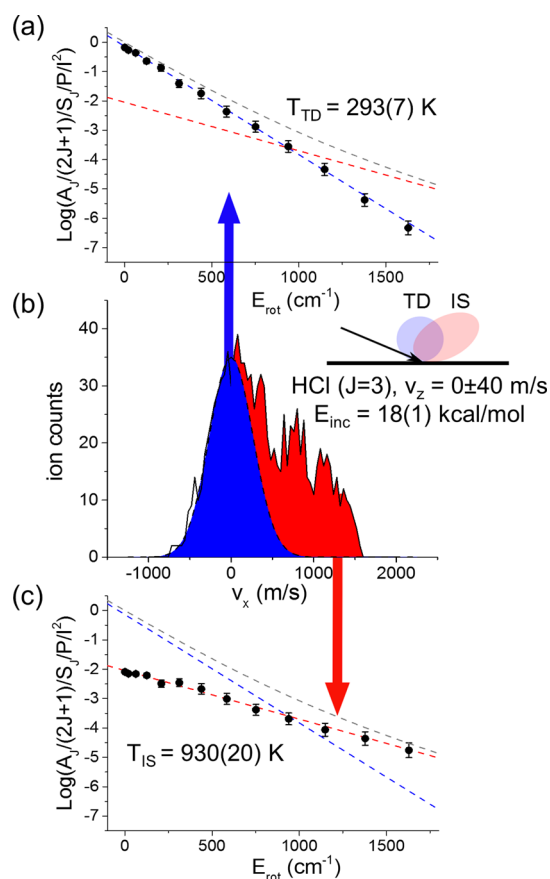 (a)
0
-1
-2
-3
-4
-5
-6
-7
Log(A_J/(2J+1)/S_J/P/I²)
T_TD = 293(7) K
0 500 1000 1500
E_rot (cm⁻¹)
(b)
40
30
20
10
0
ion counts
TD IS
HCl (J=3), v_z = 0±40 m/s
E_inc = 18(1) kcal/mol
-1000 0 1000 2000
v_x (m/s)
(c)
0
-1
-2
-3
-4
-5
-6
-7
Log(A_J/(2J+1)/S_J/P/I²)
T_IS = 930(20) K
0 500 1000 1500
E_rot (cm⁻¹)